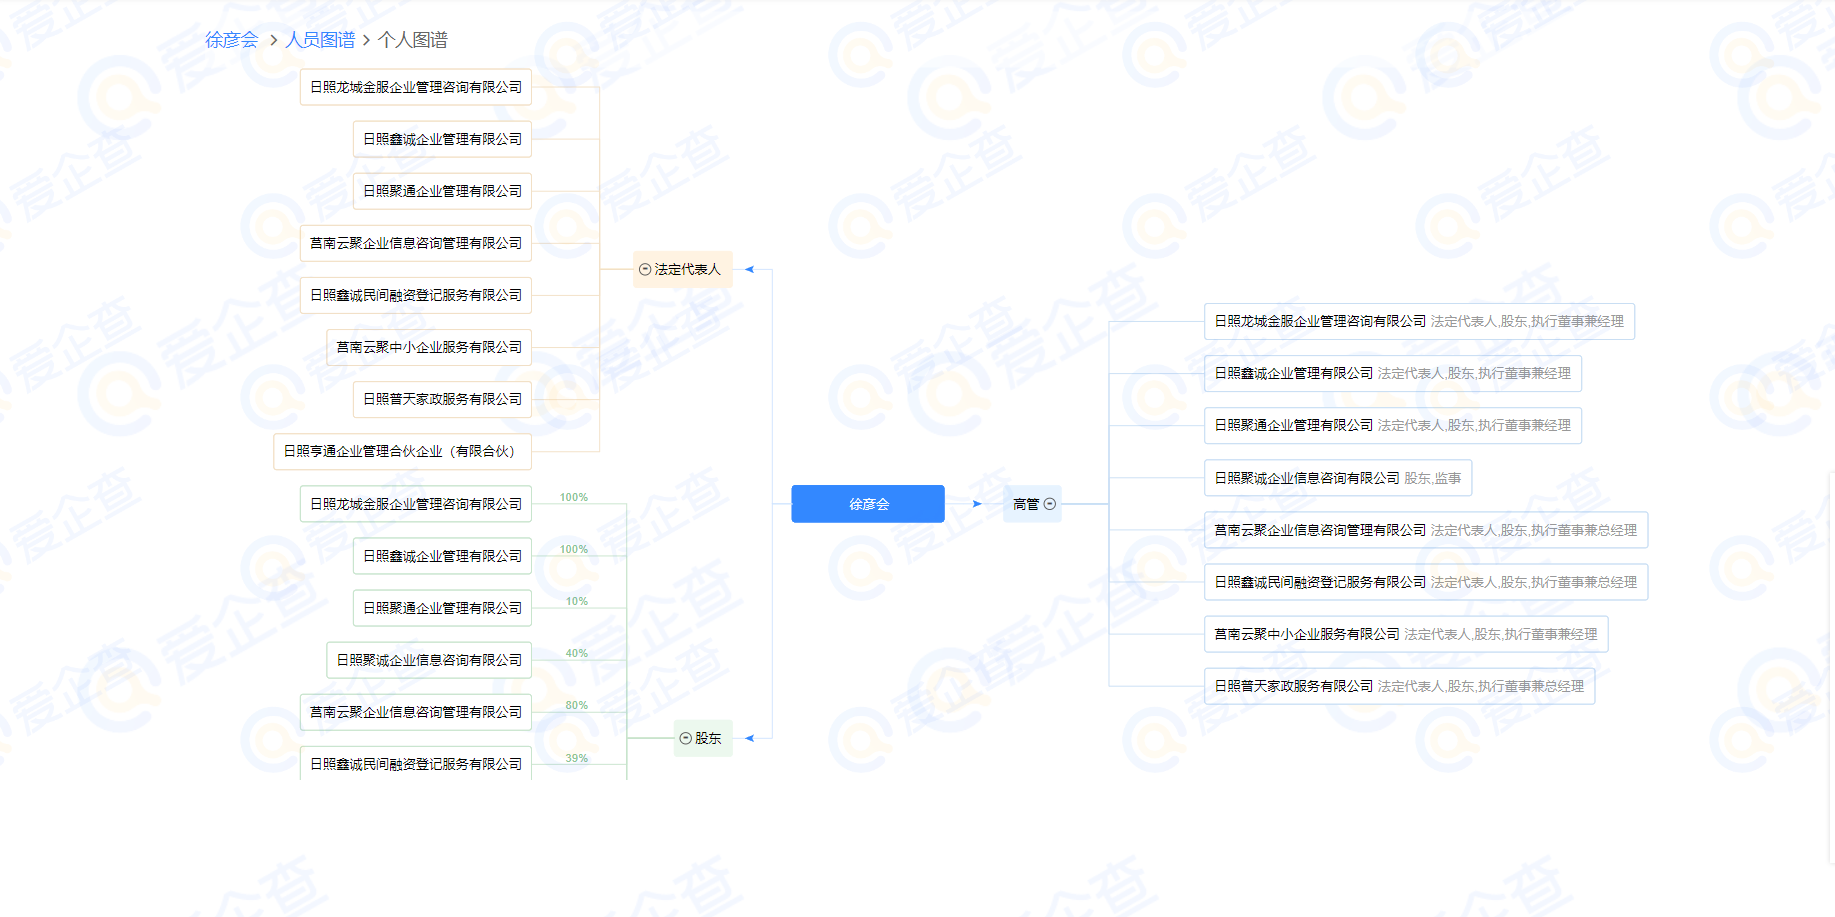 徐彦会 > 人员图谱 > 个人图谱
日照龙城金服企业管理咨询有限公司
日照鑫诚企业管理有限公司
日照聚通企业管理有限公司
莒南云聚企业信息咨询管理有限公司
日照鑫诚民间融资登记服务有限公司
莒南云聚中小企业服务有限公司
日照普天家政服务有限公司
日照亨通企业管理合伙企业（有限合伙）
法定代表人
日照龙城金服企业管理咨询有限公司 100%
日照鑫诚企业管理有限公司 100%
日照聚通企业管理有限公司 10%
日照聚诚企业信息咨询有限公司 40%
莒南云聚企业信息咨询管理有限公司 80%
日照鑫诚民间融资登记服务有限公司 39%
股东
徐彦会
高管
日照龙城金服企业管理咨询有限公司 法定代表人,股东,执行董事兼经理
日照鑫诚企业管理有限公司 法定代表人,股东,执行董事兼经理
日照聚通企业管理有限公司 法定代表人,股东,执行董事兼经理
日照聚诚企业信息咨询有限公司 股东,监事
莒南云聚企业信息咨询管理有限公司 法定代表人,股东,执行董事兼总经理
日照鑫诚民间融资登记服务有限公司 法定代表人,股东,执行董事兼总经理
莒南云聚中小企业服务有限公司 法定代表人,股东,执行董事兼经理
日照普天家政服务有限公司 法定代表人,股东,执行董事兼总经理
爱企查